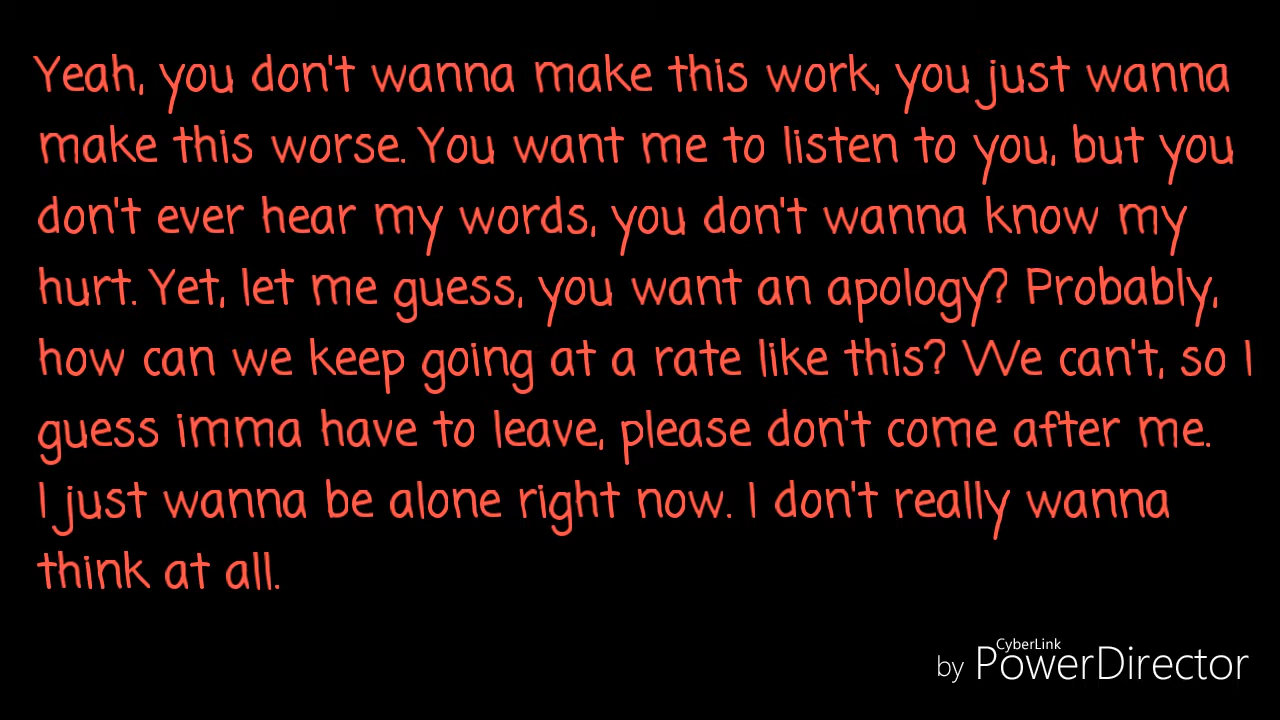 Yeah, you don't wanna make this work, you just wanna
make this worse. You want me to listen to you, but you
don't ever hear my words, you don't wanna know my
hurt. Yet, let me guess, you want an apology? Probably,
how can we keep going at a rate like this? We can't, so I
guess imma have to leave, please don't come after me.
I just wanna be alone right now. I don't really wanna
think at all.
CyberLink
by PowerDirector